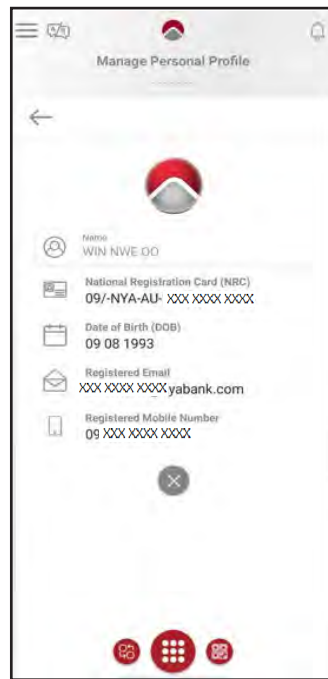 Manage Personal Profile
Name
WIN NWE OO
National Registration Card (NRC)
09/-NYA-AU- XXX XXXX XXXX
Date of Birth (DOB)
09 08 1993
Registered Email
XXX XXXX XXXX yabank.com
Registered Mobile Number
09 XXX XXXX XXXX